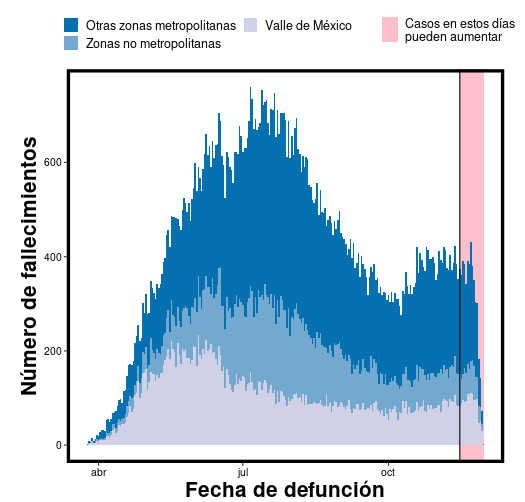 Otras zonas metropolitanas
Valle de México
Zonas no metropolitanas
Casos en estos días
pueden aumentar
Número de fallecimientos
600
400
200
0
abr
jul
oct
Fecha de defunción